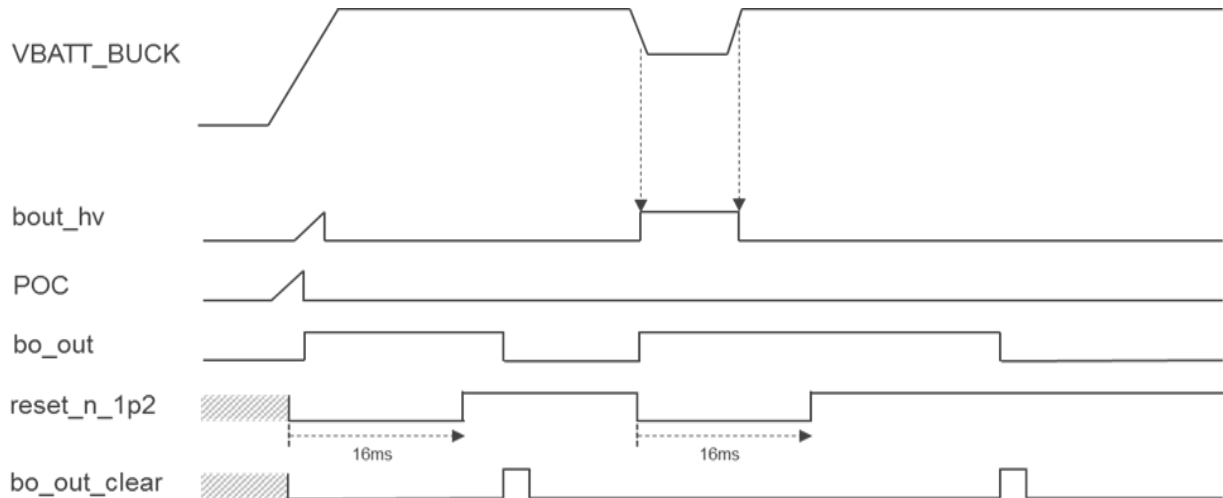 VBATT_BUCK
bout_hv
POC
bo_out
reset_n_1p2
16ms
16ms
bo_out_clear